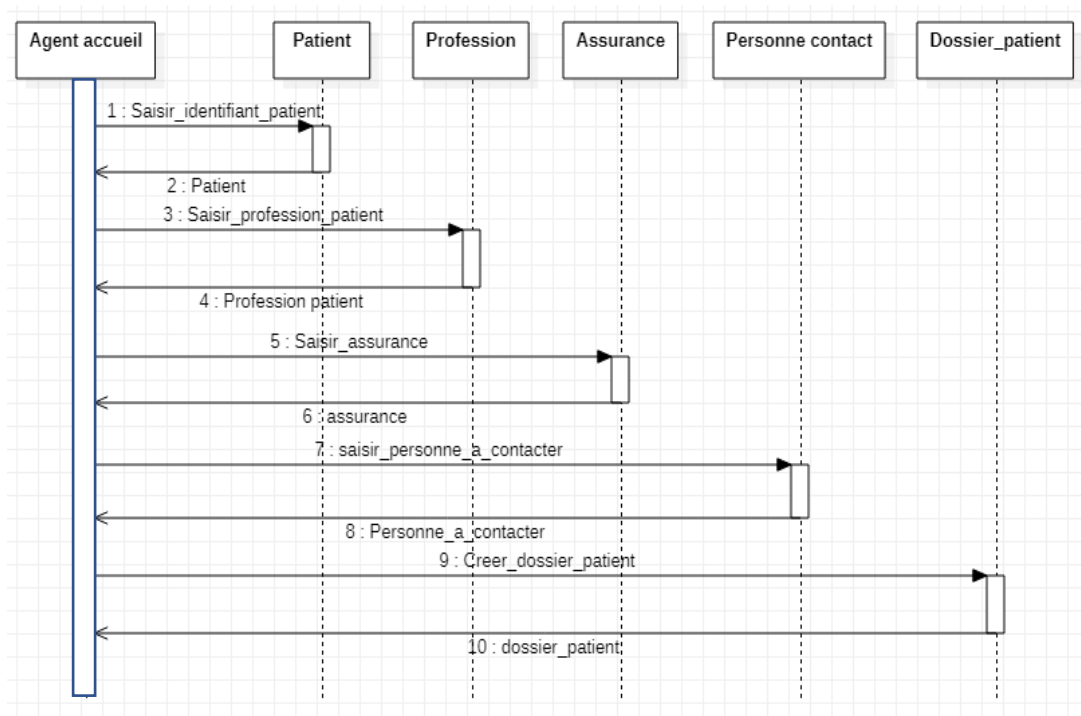 Agent accueil
Patient
Profession
Assurance
Personne contact
Dossier_patient
1 : Saisir_identifiant_patient
2 : Patient
3 : Saisir_profession_patient
4 : Profession patient
5 : Saisir_assurance
6 : assurance
7 : saisir_personne_a_contacter
8 : Personne_a_contacter
9 : Creer_dossier_patient
10 : dossier_patient